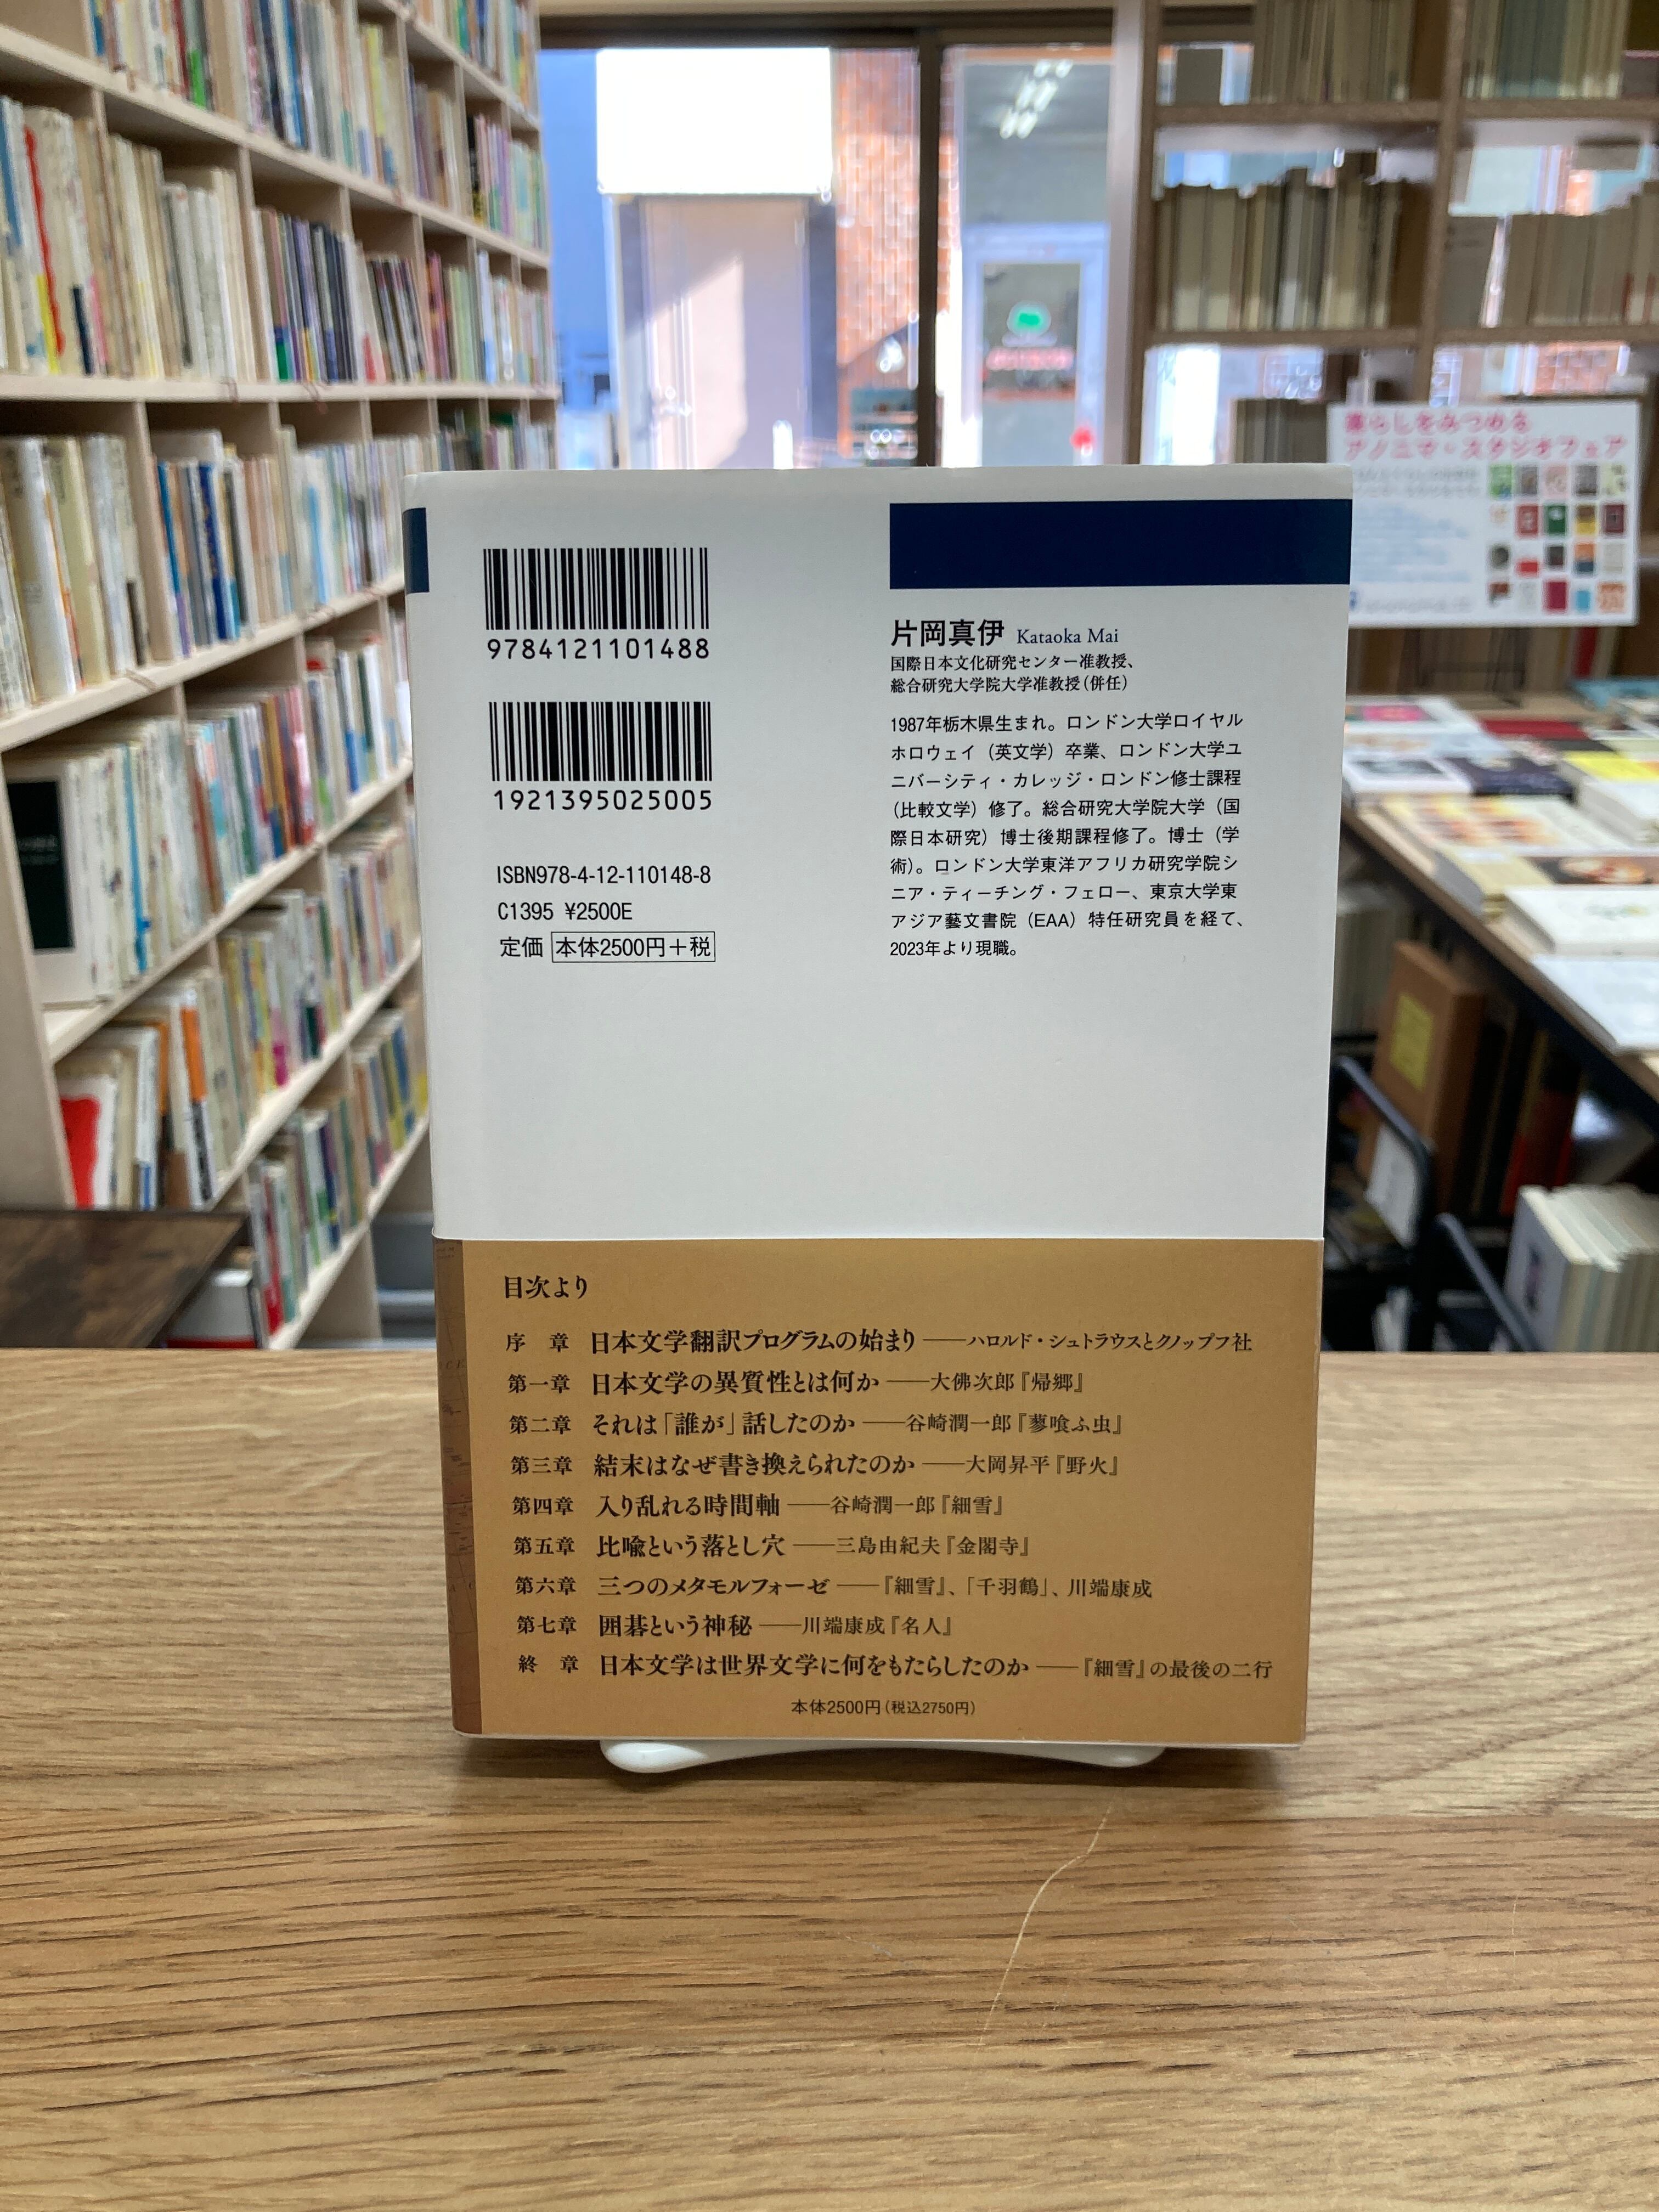 暮らしをみつめる
アノニマ・スタジオフェア
9784121101488
1921395025005
ISBN978-4-12-110148-8
C1395 ¥2500E
定価 本体2500円+税
片岡真伊 Kataoka Mai
国際日本文化研究センター准教授、
総合研究大学院大学准教授（併任）
1987年栃木県生まれ。ロンドン大学ロイヤル
ホロウェイ（英文学）卒業、ロンドン大学ユ
ニバーシティ・カレッジ・ロンドン修士課程
（比較文学）修了。総合研究大学院大学（国
際日本研究）博士後期課程修了。博士（学
術）。ロンドン大学東洋アフリカ研究学院シ
ニア・ティーチング・フェロー、東京大学東
アジア藝文書院（EAA）特任研究員を経て、
2023年より現職。
目次より
序　章 日本文学翻訳プログラムの始まり――ハロルド・シュトラウスとクノップフ社
第一章 日本文学の異質性とは何か――大佛次郎『帰郷』
第二章 それは「誰が」話したのか――谷崎潤一郎『蓼喰ふ虫』
第三章 結末はなぜ書き換えられたのか――大岡昇平『野火』
第四章 入り乱れる時間軸――谷崎潤一郎『細雪』
第五章 比喩という落とし穴――三島由紀夫『金閣寺』
第六章 三つのメタモルフォーゼ――『細雪』、「千羽鶴」、川端康成
第七章 囲碁という神秘――川端康成『名人』
終　章 日本文学は世界文学に何をもたらしたのか――『細雪』の最後の二行
本体2500円（税込2750円）